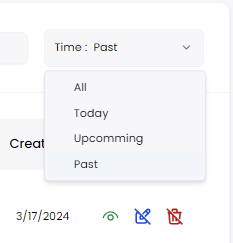 Time : Past
All
Today
Upcomming
Past
Creat
3/17/2024